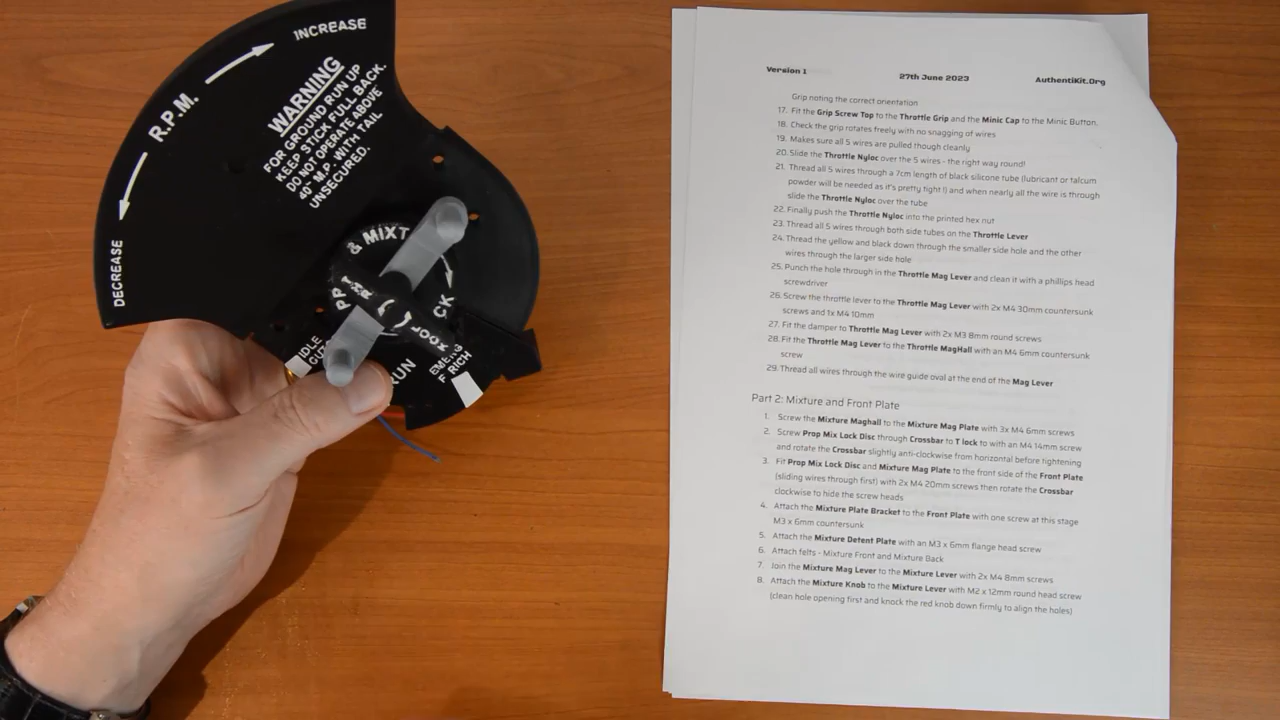 INCREASE
R.P.M.
DECREASE
WARNING
FOR GROUND RUN UP
KEEP STICK FULL BACK.
DO NOT OPERATE ABOVE
40" M.P. WITH TAIL
UNSECURED.
& MIXT
LOCK
IDLE
RUN
EMERG
F RICH
Version 1
27th June 2023
AuthentiKit.Org
Grip noting the correct orientation
17. Fit the Grip Screw Top to the Throttle Grip and the Minic Cap to the Minic Button.
18. Check the grip rotates freely with no snagging of wires
19. Makes sure all 5 wires are pulled though cleanly
20. Slide the Throttle Nyloc over the 5 wires - the right way round!
21. Thread all 5 wires through a 7cm length of black silicone tube (lubricant or talcum
powder will be needed as it's pretty tight !) and when nearly all the wire is through
slide the Throttle Nyloc over the tube
22. Finally push the Throttle Nyloc into the printed hex nut
23. Thread all 5 wires through both side tubes on the Throttle Lever
24. Thread the yellow and black down through the smaller side hole and the other
wires through the larger side hole
25. Punch the hole through in the Throttle Mag Lever and clean it with a phillips head
screwdriver
26. Screw the throttle lever to the Throttle Mag Lever with 2x M4 30mm countersunk
screws and 1x M4 10mm
27. Fit the damper to Throttle Mag Lever with 2x M3 8mm round screws
28. Fit the Throttle Mag Lever to the Throttle MagHall with an M4 6mm countersunk
screw
29. Thread all wires through the wire guide oval at the end of the Mag Lever
Part 2: Mixture and Front Plate
1. Screw the Mixture Maghall to the Mixture Mag Plate with 3x M4 6mm screws
2. Screw Prop Mix Lock Disc through Crossbar to T lock to with an M4 14mm screw
and rotate the Crossbar slightly anti-clockwise from horizontal before tightening
3. Fit Prop Mix Lock Disc and Mixture Mag Plate to the front side of the Front Plate
(sliding wires through first) with 2x M4 20mm screws then rotate the Crossbar
clockwise to hide the screw heads
4. Attach the Mixture Plate Bracket to the Front Plate with one screw at this stage
M3 x 6mm countersunk
5. Attach the Mixture Detent Plate with an M3 x 6mm flange head screw
6. Attach felts - Mixture Front and Mixture Back
7. Join the Mixture Mag Lever to the Mixture Lever with 2x M4 8mm screws
8. Attach the Mixture Knob to the Mixture Lever with M2 x 12mm round head screw
(clean hole opening first and knock the red knob down firmly to align the holes)